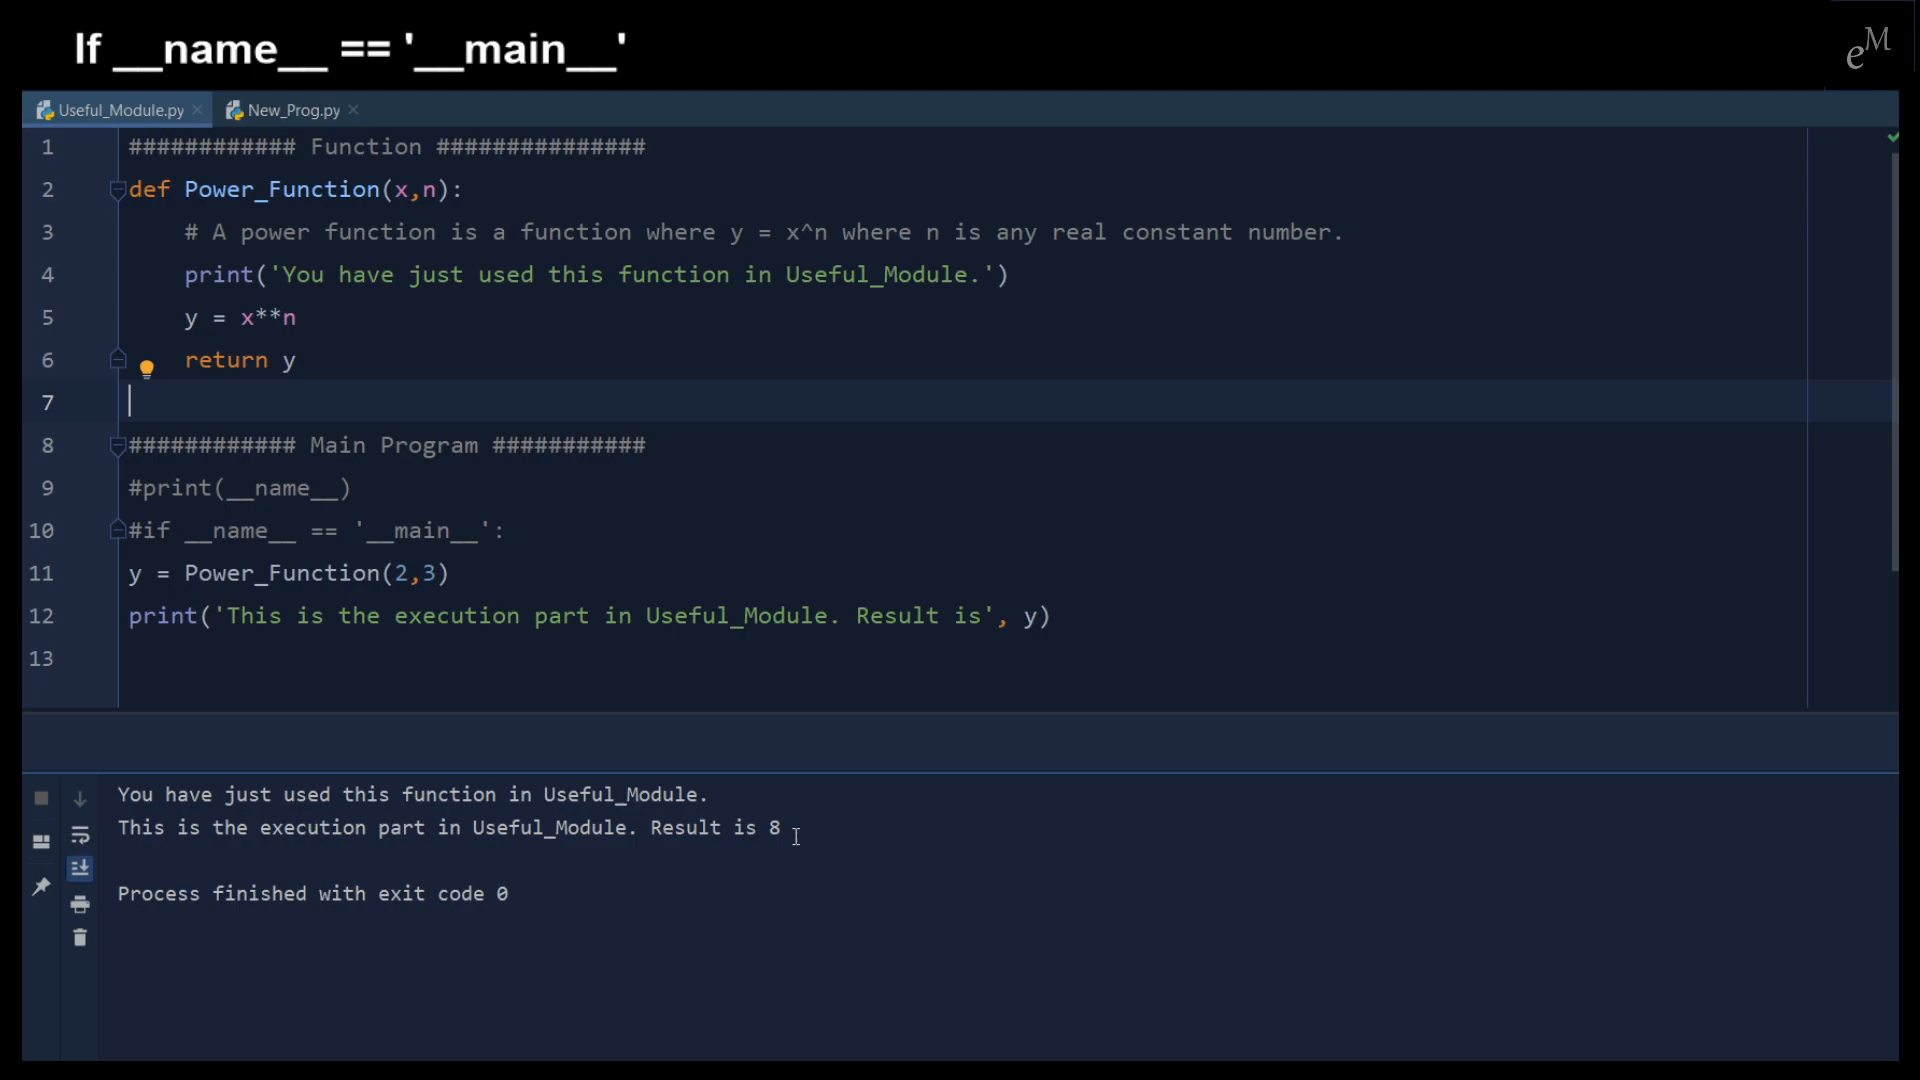 If __name__ == '__main__'
eM
Useful_Module.py
New_Prog.py
1 ############ Function ###############
2 def Power_Function(x,n):
3 # A power function is a function where y = x^n where n is any real constant number.
4 print('You have just used this function in Useful_Module.')
5 y = x**n
6 return y
7
8 ############ Main Program ###########
9 #print(__name__)
10 #if __name__ == '__main__':
11 y = Power_Function(2,3)
12 print('This is the execution part in Useful_Module. Result is', y)
13
You have just used this function in Useful_Module.
This is the execution part in Useful_Module. Result is 8
Process finished with exit code 0